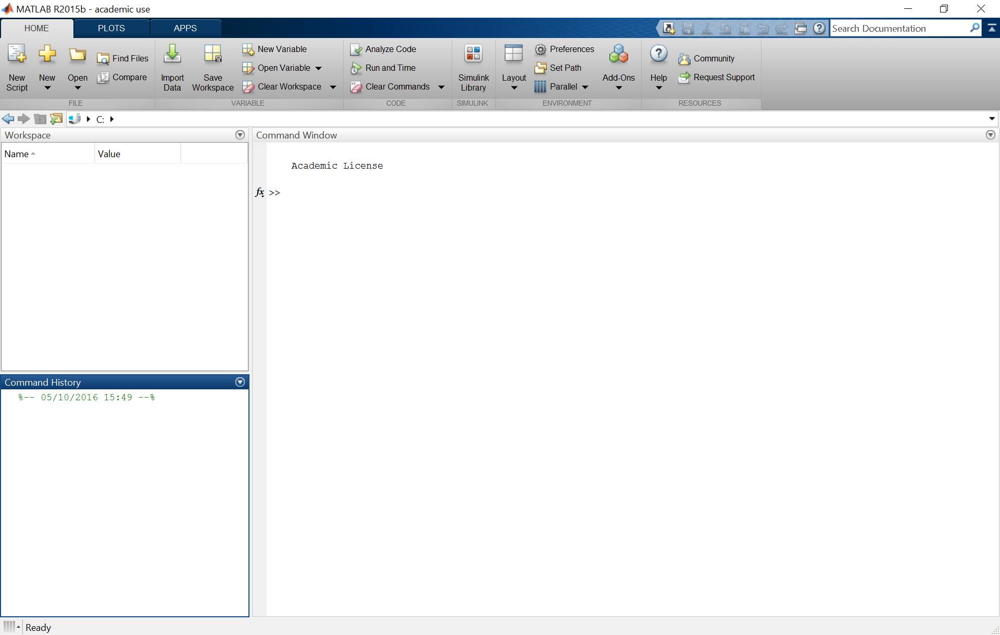 MATLAB R2015b - academic use
HOME PLOTS APPS
Search Documentation
New Script
New
Open
Find Files
Compare
Import Data
Save Workspace
New Variable
Open Variable
Clear Workspace
Analyze Code
Run and Time
Clear Commands
Simulink Library
Layout
Preferences
Set Path
Parallel
Add-Ons
Help
Community
Request Support
FILE VARIABLE CODE SIMULINK ENVIRONMENT RESOURCES
C:
Workspace
Name Value
Command Window
Academic License
fx >>
Command History
%-- 05/10/2016 15:49 --%
Ready